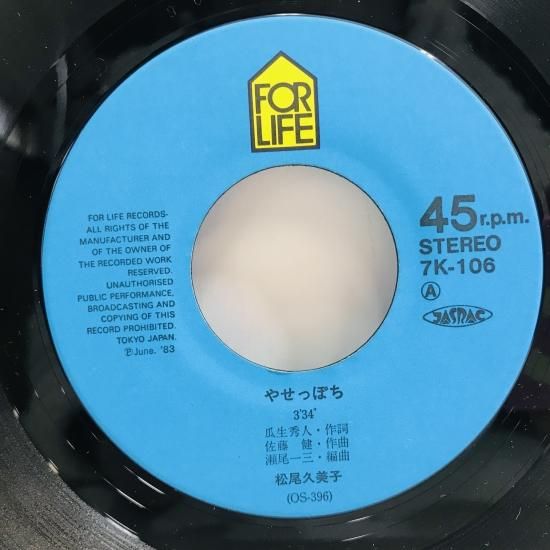 FOR
LIFE
FOR LIFE RECORDS-
ALL RIGHTS OF THE
MANUFACTURER AND
OF THE OWNER OF
THE RECORDED WORK
RESERVED.
UNAUTHORISED
PUBLIC PERFORMANCE,
BROADCASTING AND
COPYING OF THIS
RECORD PROHIBITED.
TOKYO JAPAN.
℗June. '83
45 r.p.m.
STEREO
7K-106
Ⓐ
JASRAC
やせっぽち
3'34"
瓜生秀人・作詞
佐藤 健・作曲
瀬尾一三・編曲
松尾久美子
(OS-396)